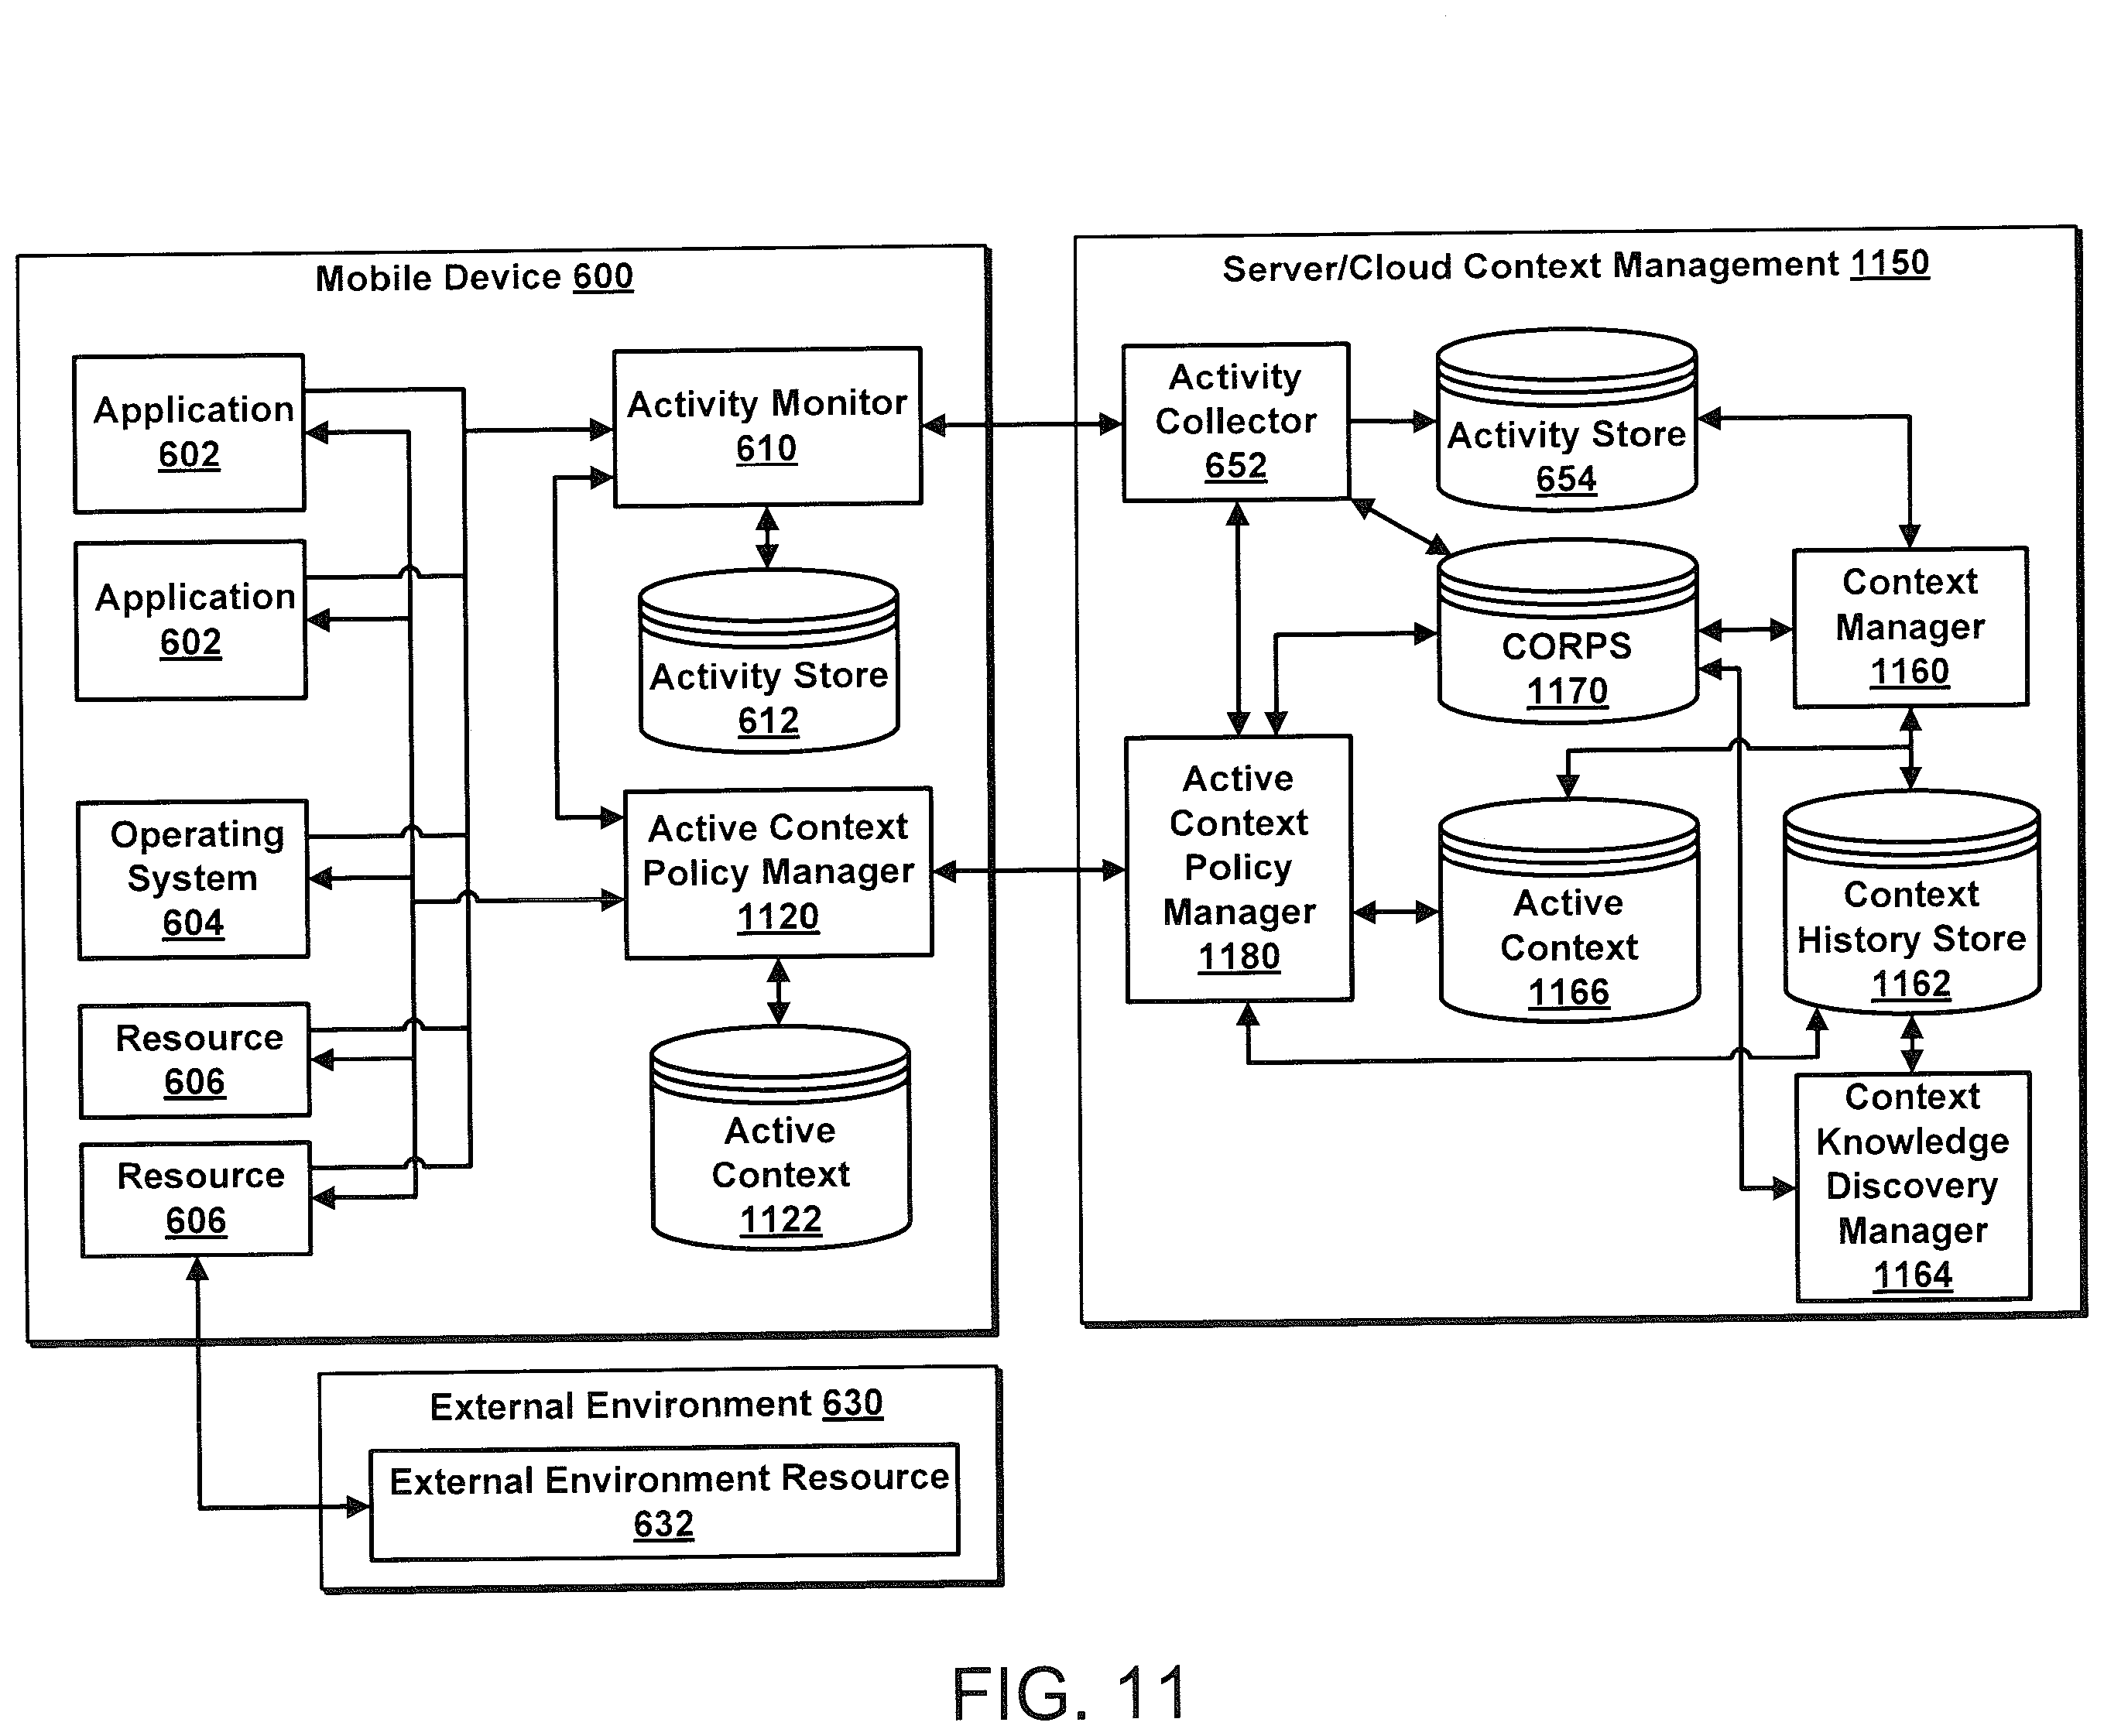 Mobile Device 600
Application
602
Application
602
Operating
System
604
Resource
606
Resource
606
Activity Monitor
610
Activity Store
612
Active Context
Policy Manager
1120
Active
Context
1122
External Environment 630
External Environment Resource
632
Server/Cloud Context Management 1150
Activity
Collector
652
Activity Store
654
CORPS
1170
Context
Manager
1160
Active
Context
Policy
Manager
1180
Active
Context
1166
Context
History Store
1162
Context
Knowledge
Discovery
Manager
1164
FIG. 11